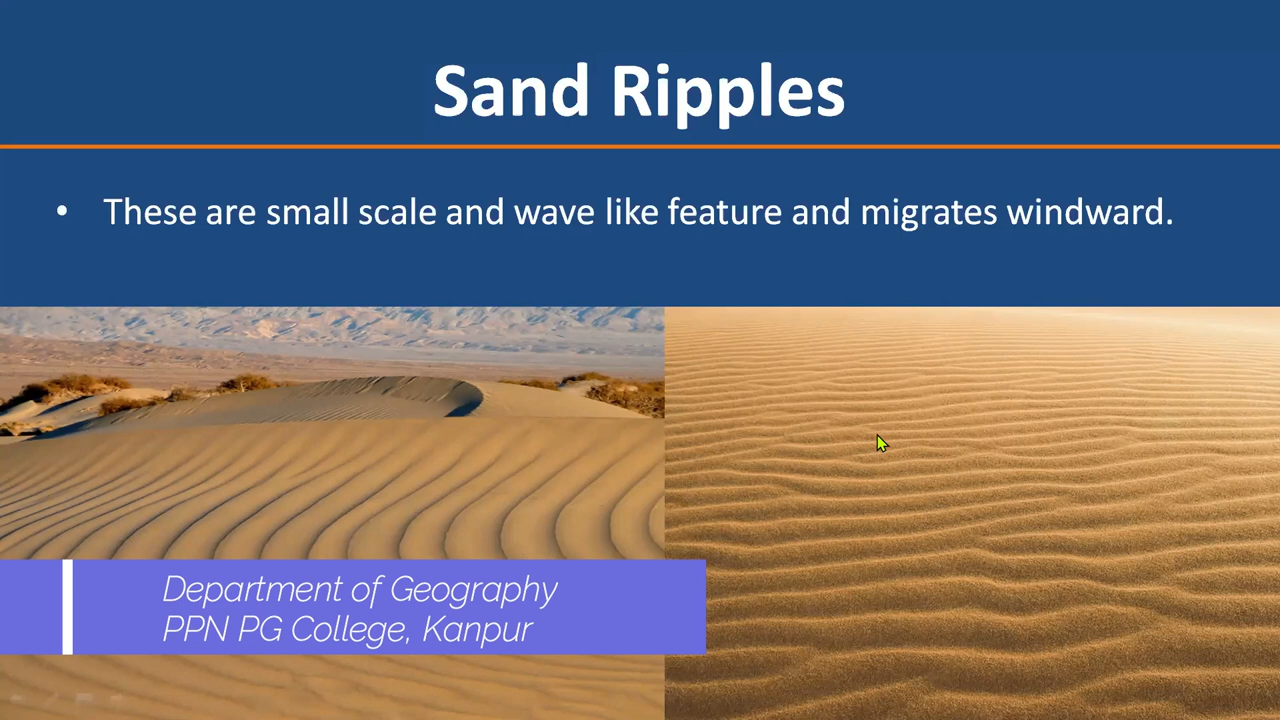 Sand Ripples
• These are small scale and wave like feature and migrates windward.
Department of Geography
PPN PG College, Kanpur